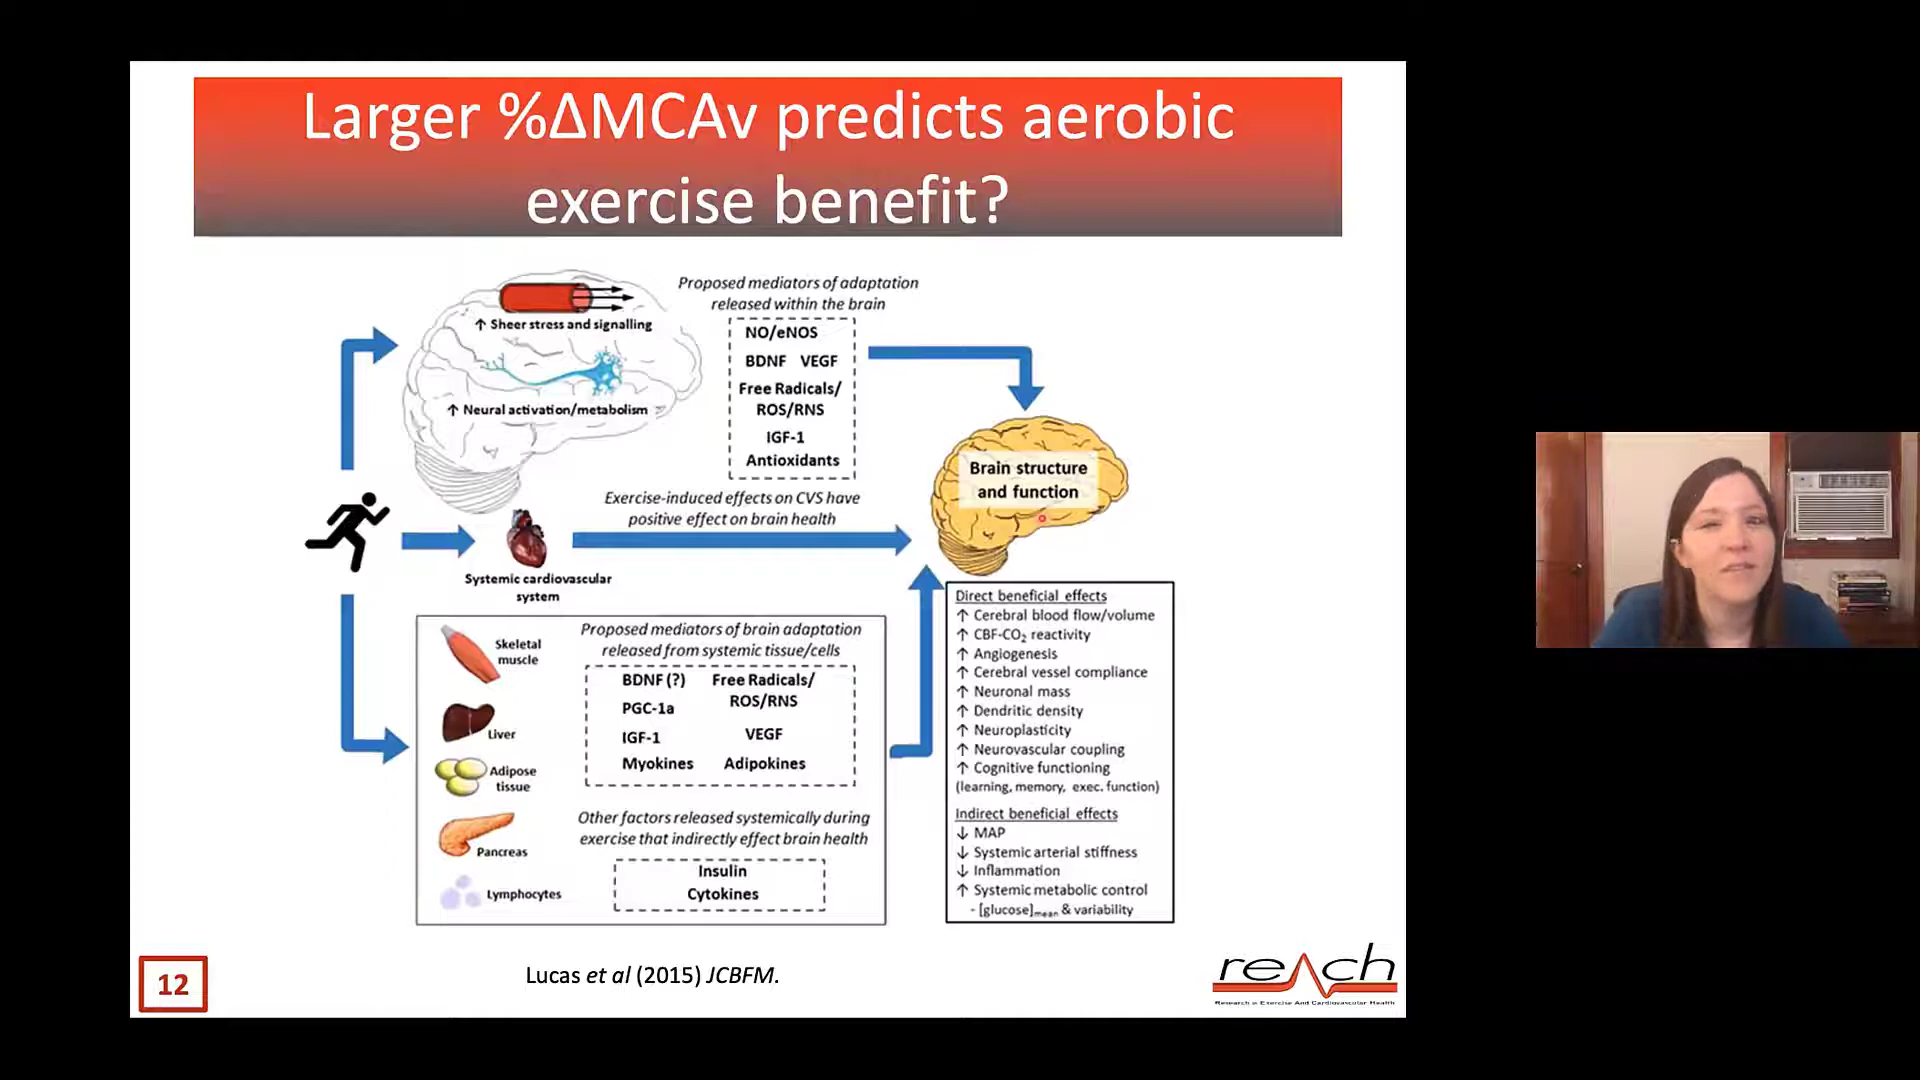 Larger %ΔMCAv predicts aerobic
exercise benefit?
Proposed mediators of adaptation
released within the brain
↑ Sheer stress and signalling
↑ Neural activation/metabolism
NO/eNOS
BDNF VEGF
Free Radicals/
ROS/RNS
IGF-1
Antioxidants
Brain structure
and function
Exercise-induced effects on CVS have
positive effect on brain health
Systemic cardiovascular
system
Skeletal
muscle
Liver
Adipose
tissue
Pancreas
Lymphocytes
Proposed mediators of brain adaptation
released from systemic tissue/cells
BDNF (?)
PGC-1a
IGF-1
Myokines
Free Radicals/
ROS/RNS
VEGF
Adipokines
Other factors released systemically during
exercise that indirectly effect brain health
Insulin
Cytokines
Direct beneficial effects
↑ Cerebral blood flow/volume
↑ CBF-CO₂ reactivity
↑ Angiogenesis
↑ Cerebral vessel compliance
↑ Neuronal mass
↑ Dendritic density
↑ Neuroplasticity
↑ Neurovascular coupling
↑ Cognitive functioning
(learning, memory, exec. function)
Indirect beneficial effects
↓ MAP
↓ Systemic arterial stiffness
↓ Inflammation
↑ Systemic metabolic control
- [glucose]mean & variability
12
Lucas et al (2015) JCBFM.
reach
Research in Exercise And Cardiovascular Health